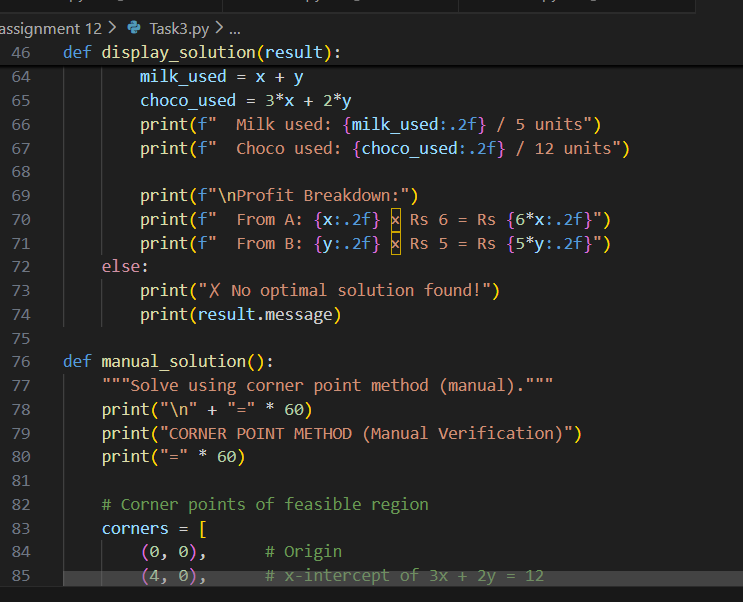 assignment 12 > Task3.py > ...
46 def display_solution(result):
64 milk_used = x + y
65 choco_used = 3*x + 2*y
66 print(f"  Milk used: {milk_used:.2f} / 5 units")
67 print(f"  Choco used: {choco_used:.2f} / 12 units")
68
69 print(f"\nProfit Breakdown:")
70 print(f"  From A: {x:.2f} × Rs 6 = Rs {6*x:.2f}")
71 print(f"  From B: {y:.2f} × Rs 5 = Rs {5*y:.2f}")
72 else:
73 print("✗ No optimal solution found!")
74 print(result.message)
75
76 def manual_solution():
77 """Solve using corner point method (manual)."""
78 print("\n" + "=" * 60)
79 print("CORNER POINT METHOD (Manual Verification)")
80 print("=" * 60)
81
82 # Corner points of feasible region
83 corners = [
84 (0, 0),      # Origin
85 (4, 0),      # x-intercept of 3x + 2y = 12